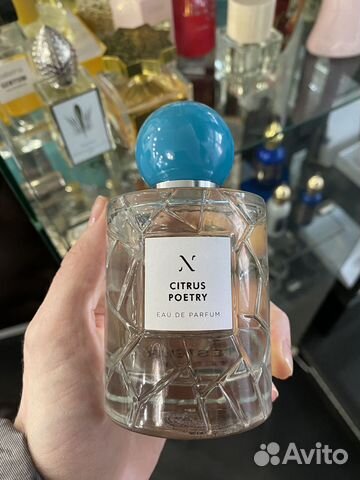 CITRUS
POETRY
EAU DE PARFUM
Avito